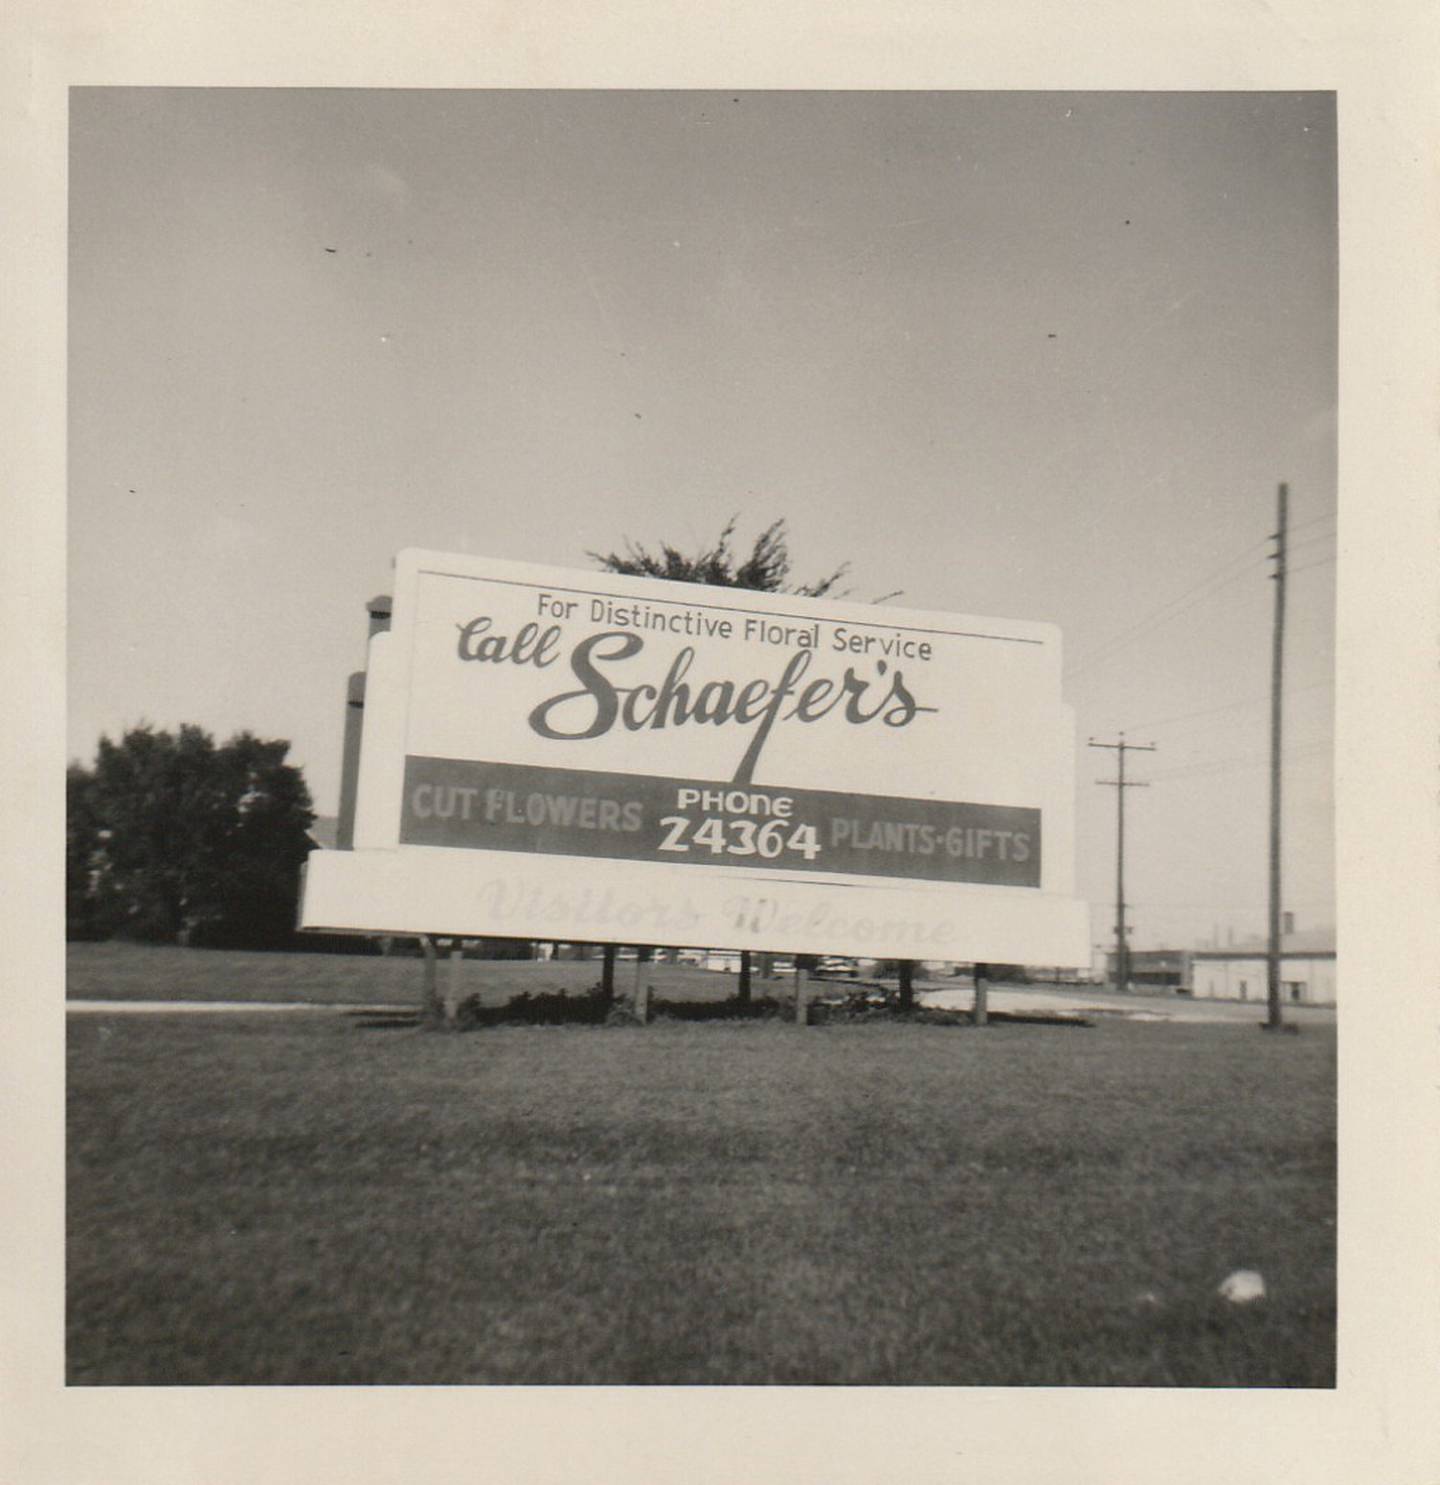 For Distinctive Floral Service
Call Schaefer's
CUT FLOWERS PHONE 24364 PLANTS·GIFTS
Visitors Welcome